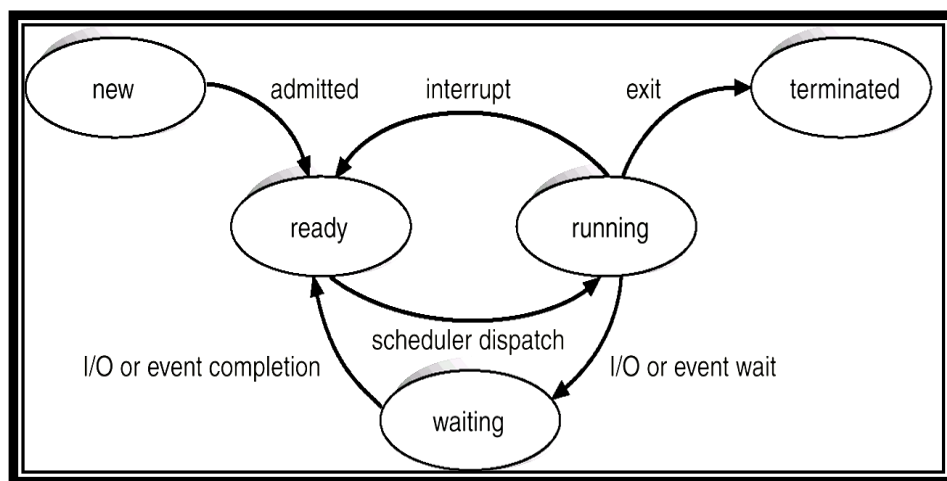 new
admitted
interrupt
exit
terminated
ready
running
scheduler dispatch
I/O or event completion
I/O or event wait
waiting